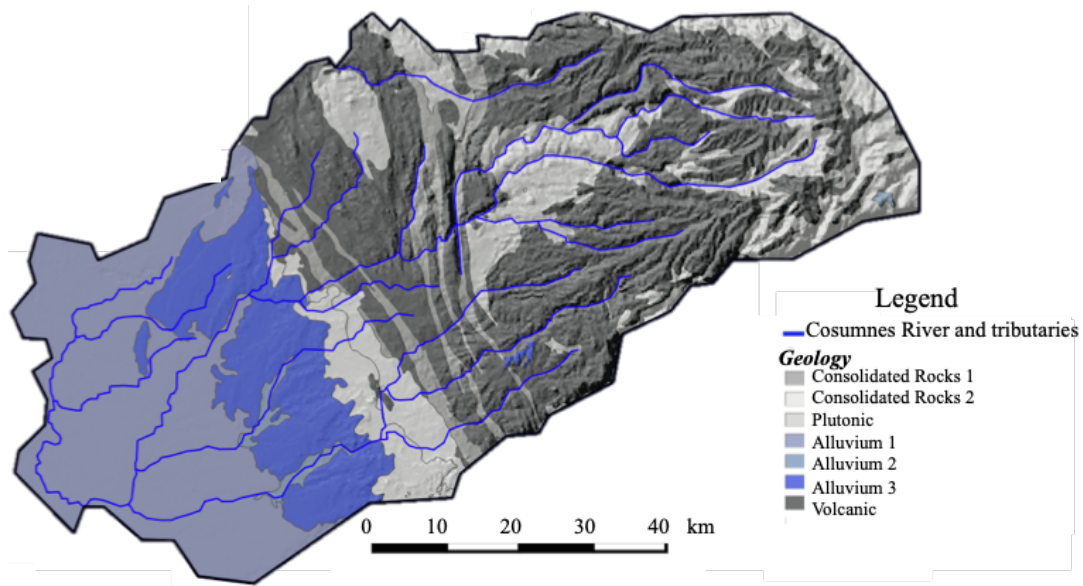 Legend
Cosumnes River and tributaries
Geology
Consolidated Rocks 1
Consolidated Rocks 2
Plutonic
Alluvium 1
Alluvium 2
Alluvium 3
Volcanic
0 10 20 30 40 km